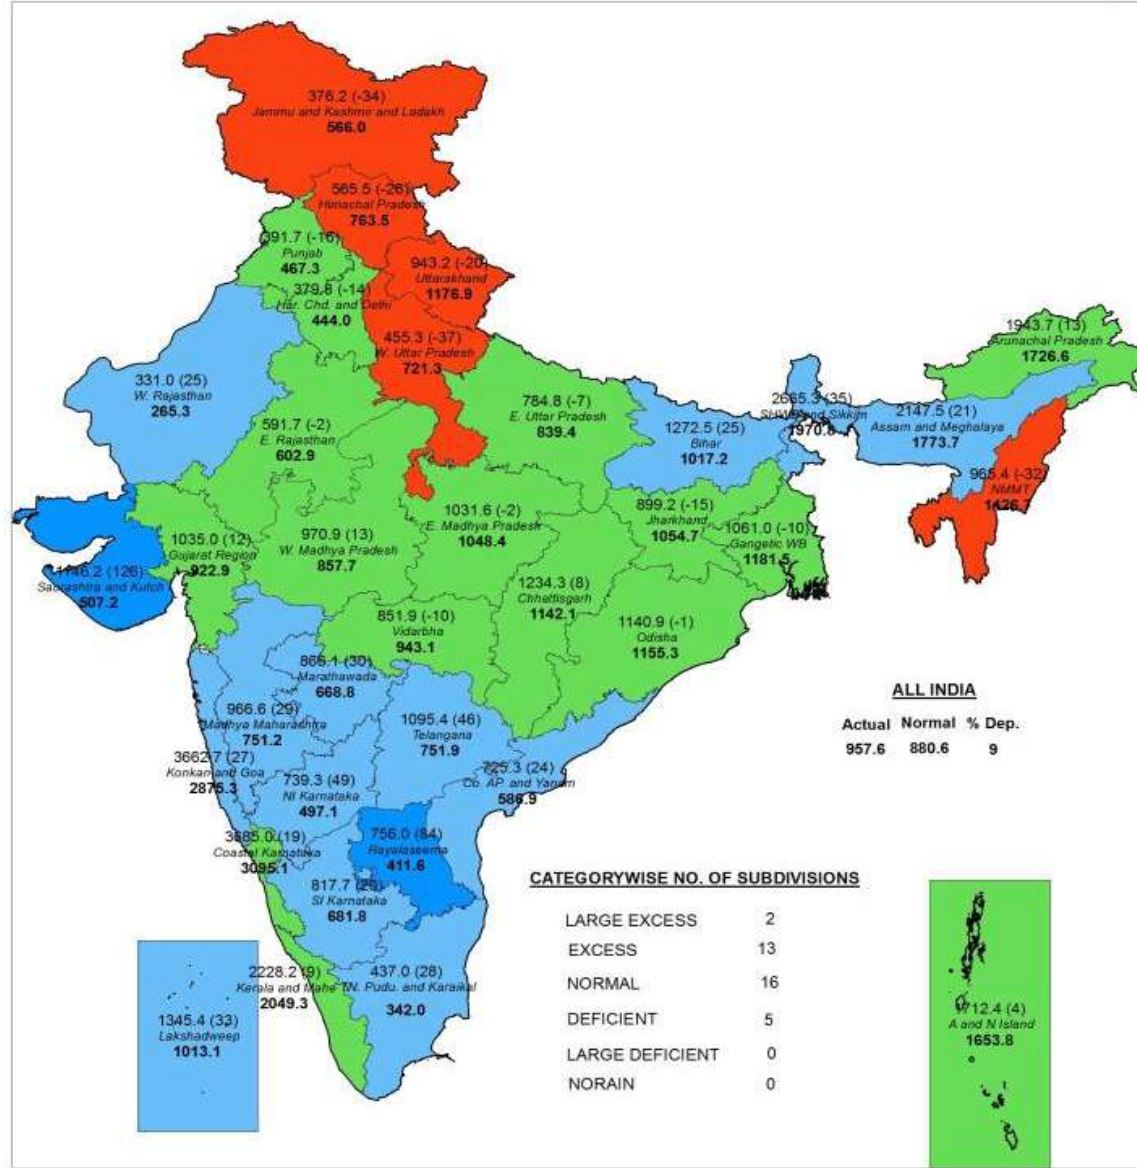 376.2 (-34)
Jammu and Kashmir and Ladakh
566.0
565.5 (-26)
Himachal Pradesh
763.5
391.7 (-16)
Punjab
467.3
943.2 (-20)
Uttarakhand
1176.9
379.8 (-14)
Har. Chd. and Delhi
444.0
455.3 (-37)
W. Uttar Pradesh
721.3
1943.7 (13)
Arunachal Pradesh
1726.6
331.0 (25)
W. Rajasthan
265.3
784.8 (-7)
E. Uttar Pradesh
839.4
2665.3 (35)
SHWB and Sikkim
1970.8
2147.5 (21)
Assam and Meghalaya
1773.7
591.7 (-2)
E. Rajasthan
602.9
1272.5 (25)
Bihar
1017.2
965.4 (-32)
NMMT
1426.7
1031.6 (-2)
E. Madhya Pradesh
1048.4
899.2 (-15)
Jharkhand
1054.7
1061.0 (-10)
Gangetic WB
1181.5
1035.0 (12)
Gujarat Region
922.9
970.9 (13)
W. Madhya Pradesh
857.7
1146.2 (126)
Saurashtra and Kutch
507.2
1234.3 (8)
Chhattisgarh
1142.1
851.9 (-10)
Vidarbha
943.1
1140.9 (-1)
Odisha
1155.3
(30)
Marathawada
668.8
966.6 (29)
Madhya Maharashtra
751.2
1095.4 (46)
Telangana
751.9
3662.7 (27)
Konkan and Goa
2875.3
739.3 (49)
NI Karnataka
497.1
725.3 (24)
Co. AP. and Yanam
586.9
ALL INDIA
Actual Normal % Dep.
957.6 880.6 9
3685.0 (19)
Coastal Karnataka
3095.1
756.0 (84)
Rayalaseema
411.6
817.7 (20)
SI Karnataka
681.8
CATEGORYWISE NO. OF SUBDIVISIONS
LARGE EXCESS 2
EXCESS 13
NORMAL 16
DEFICIENT 5
LARGE DEFICIENT 0
NORAIN 0
2228.2 (9)
Kerala and Mahe
2049.3
437.0 (28)
TN. Pudu. and Karaikal
342.0
1345.4 (33)
Lakshadweep
1013.1
1712.4 (4)
A and N Island
1653.8